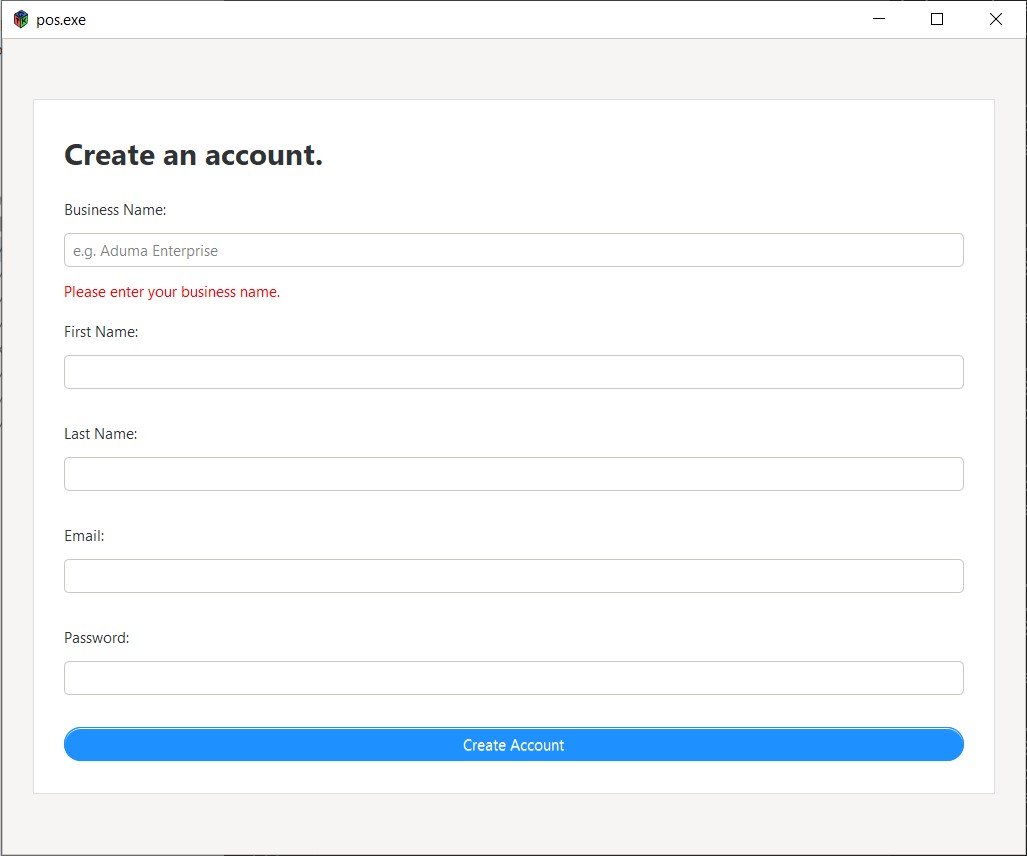 pos.exe
Create an account.
Business Name:
e.g. Aduma Enterprise
Please enter your business name.
First Name:
Last Name:
Email:
Password:
Create Account